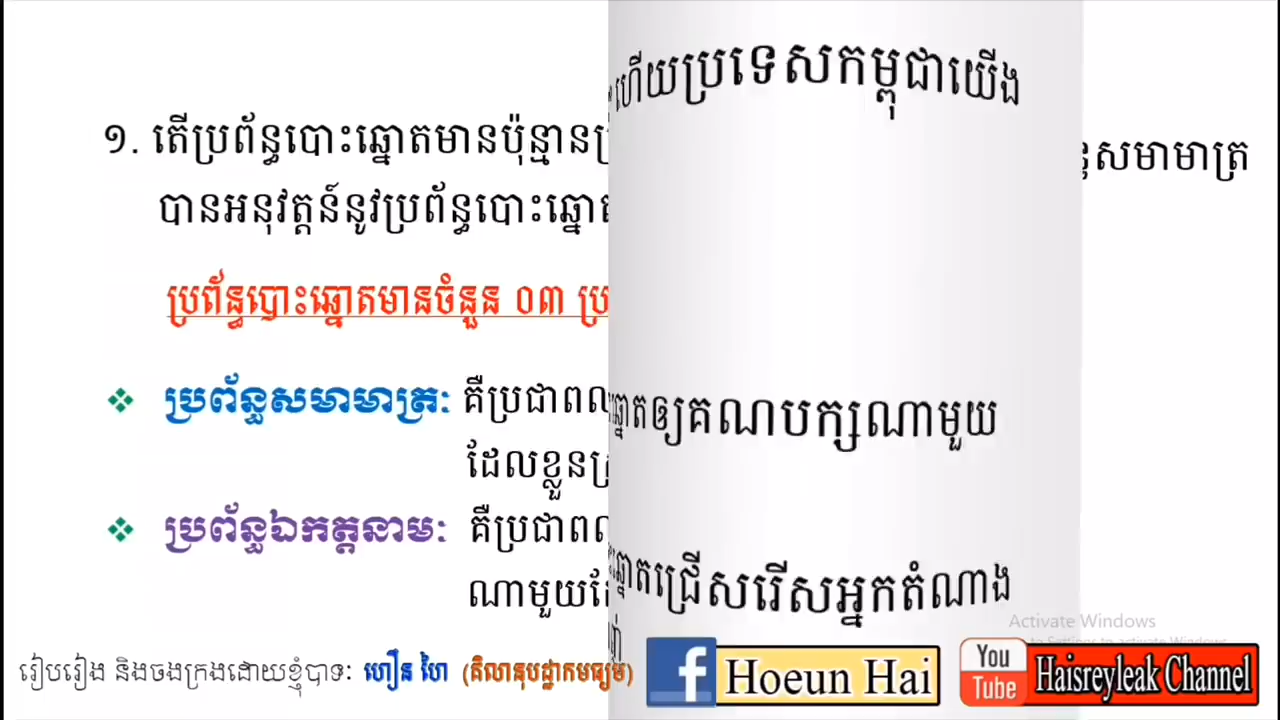 ១. តើប្រព័ន្ធបោះឆ្នោតមានប៉ុន្មាន ហើយប្រទេសកម្ពុជាយើង
បានអនុវត្តន៍នូវប្រព័ន្ធបោះឆ្នោត
សមាមាត្រ
ប្រព័ន្ធបោះឆ្នោតមានចំនួន ០៣
ប្រព័ន្ធសមាមាត្រៈ គឺប្រជាពល ឆ្នោតឲ្យគណបក្សណាមួយ
ដែលខ្លួន
ប្រព័ន្ធឯកត្តនាមៈ គឺប្រជាពល ឆ្នោតជ្រើសរើសអ្នកតំណាង
ណាមួយ
Activate Windows
to Settings to activate Windows
រៀបរៀង និងចងក្រងដោយខ្ញុំបាទៈ ហឿន ហៃ (គិលានុបដ្ឋាកមធ្យម) f Hoeun Hai You Tube Haisreyleak Channel